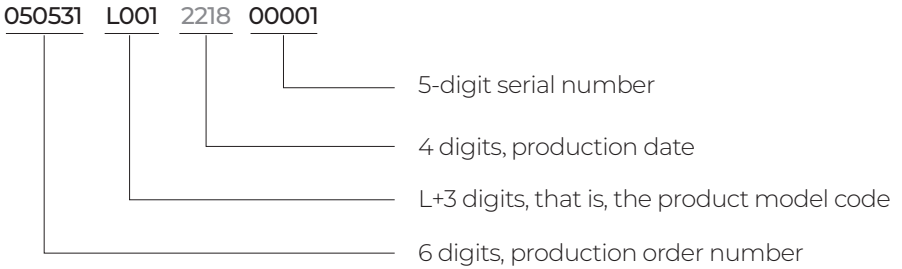 050531 L001 2218 00001
5-digit serial number
4 digits, production date
L+3 digits, that is, the product model code
6 digits, production order number